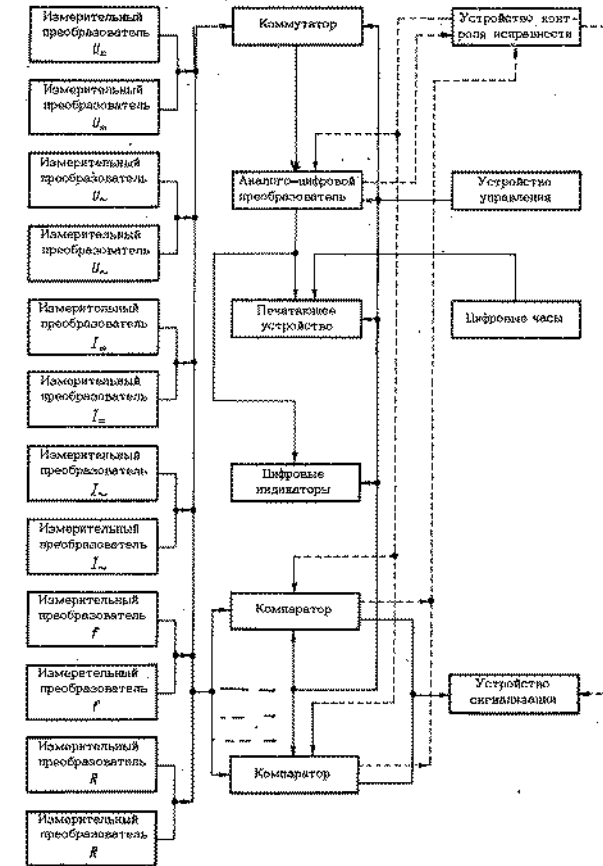 Измерительный
преобразователь
U=
Измерительный
преобразователь
U=
Измерительный
преобразователь
U~
Измерительный
преобразователь
U~
Измерительный
преобразователь
I=
Измерительный
преобразователь
I=
Измерительный
преобразователь
I~
Измерительный
преобразователь
I~
Измерительный
преобразователь
f
Измерительный
преобразователь
f
Измерительный
преобразователь
R
Измерительный
преобразователь
R
Коммутатор
Аналого-цифровой
преобразователь
Печатающее
устройство
Цифровые
индикаторы
Компаратор
Компаратор
Устройство конт-
роля исправности
Устройство
управления
Цифровые часы
Устройство
сигнализации